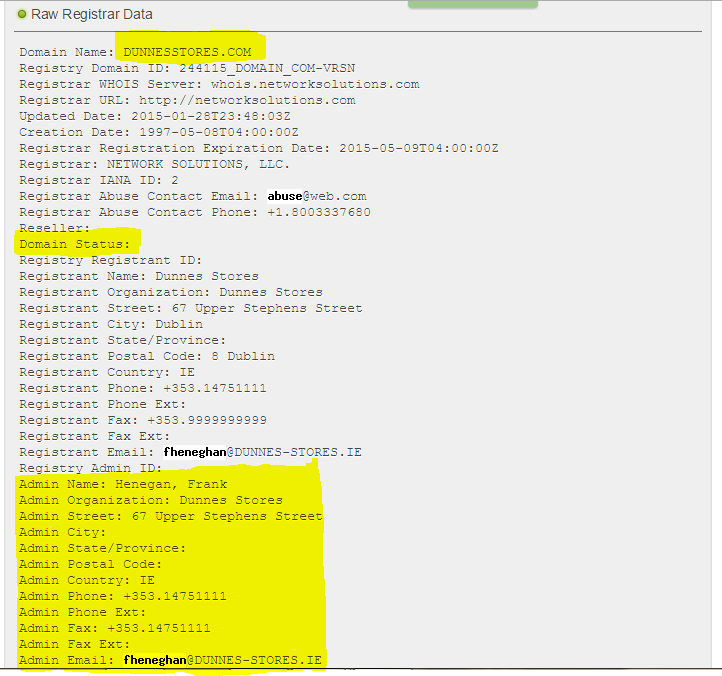 Raw Registrar Data
Domain Name: DUNNESSTORES.COM
Registry Domain ID: 244115_DOMAIN_COM-VRSN
Registrar WHOIS Server: whois.networksolutions.com
Registrar URL: http://networksolutions.com
Updated Date: 2015-01-28T23:48:03Z
Creation Date: 1997-05-08T04:00:00Z
Registrar Registration Expiration Date: 2015-05-09T04:00:00Z
Registrar: NETWORK SOLUTIONS, LLC.
Registrar IANA ID: 2
Registrar Abuse Contact Email: abuse@web.com
Registrar Abuse Contact Phone: +1.8003337680
Reseller:
Domain Status:
Registry Registrant ID:
Registrant Name: Dunnes Stores
Registrant Organization: Dunnes Stores
Registrant Street: 67 Upper Stephens Street
Registrant City: Dublin
Registrant State/Province:
Registrant Postal Code: 8 Dublin
Registrant Country: IE
Registrant Phone: +353.14751111
Registrant Phone Ext:
Registrant Fax: +353.9999999999
Registrant Fax Ext:
Registrant Email: fheneghan@DUNNES-STORES.IE
Registry Admin ID:
Admin Name: Henegan, Frank
Admin Organization: Dunnes Stores
Admin Street: 67 Upper Stephens Street
Admin City:
Admin State/Province:
Admin Postal Code:
Admin Country: IE
Admin Phone: +353.14751111
Admin Phone Ext:
Admin Fax: +353.14751111
Admin Fax Ext:
Admin Email: fheneghan@DUNNES-STORES.IE